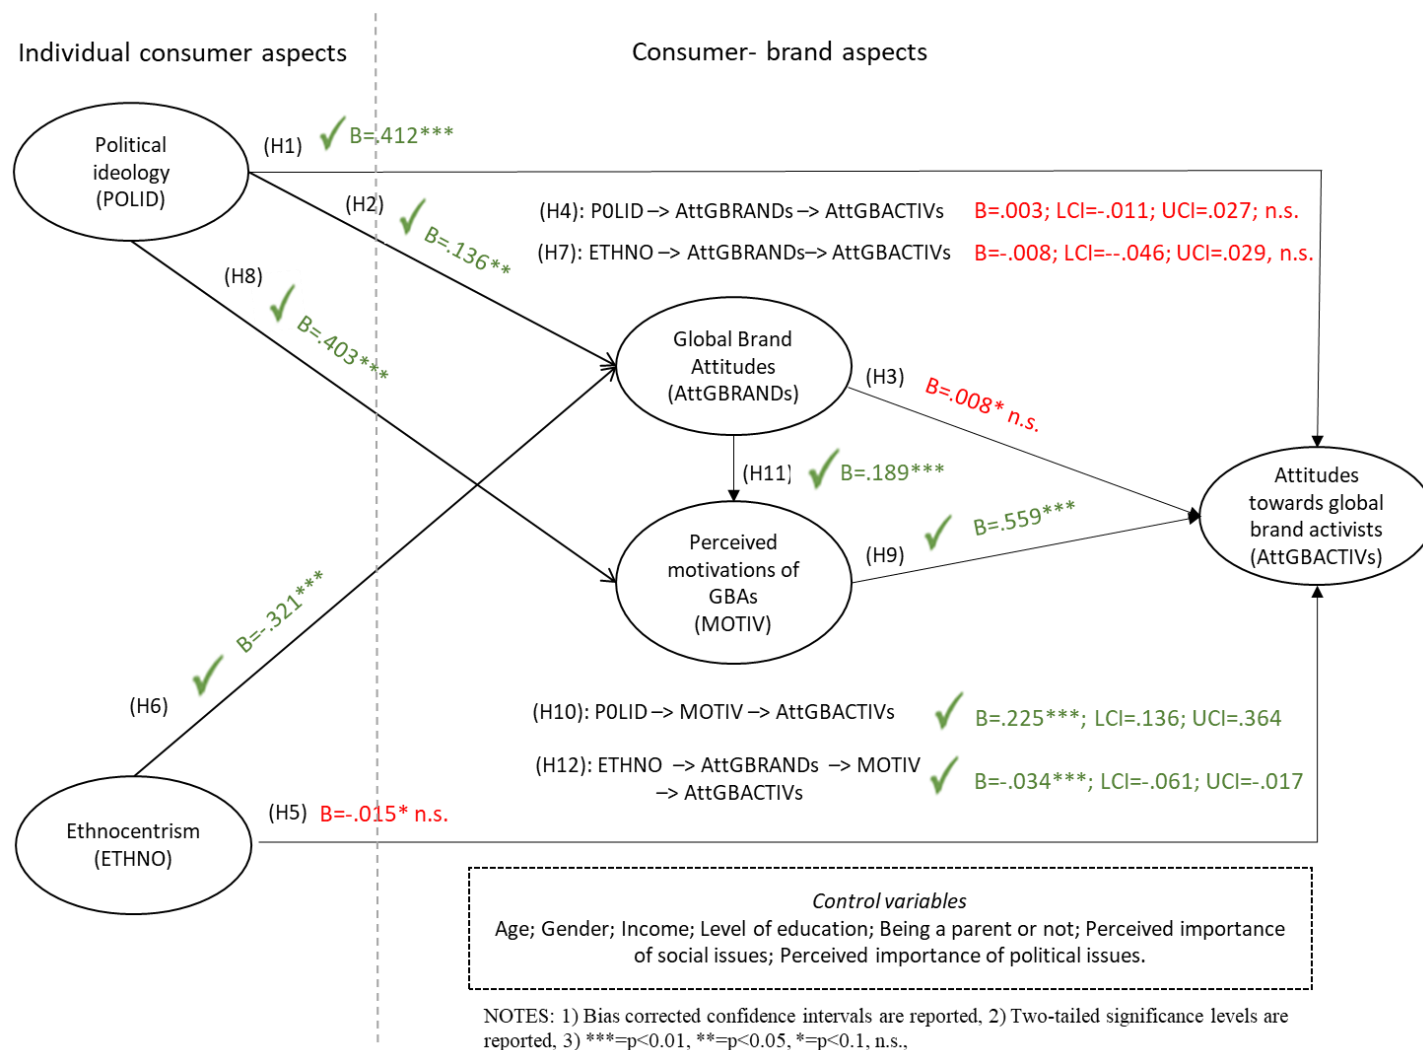 Individual consumer aspects
Consumer- brand aspects
Political
ideology
(POLID)
(H1)
B=.412***
(H2)
B=.136**
(H4): P0LID –> AttGBRANDs –> AttGBACTIVs
B=.003; LCI=-.011; UCI=.027; n.s.
(H7): ETHNO –> AttGBRANDs–> AttGBACTIVs
B=-.008; LCI=--.046; UCI=.029, n.s.
(H8)
B=.403***
Global Brand
Attitudes
(AttGBRANDs)
(H3)
B=.008* n.s.
(H11)
B=.189***
Attitudes
towards global
brand activists
(AttGBACTIVs)
Perceived
motivations of
GBAs
(MOTIV)
(H9)
B=.559***
B=-.321***
(H6)
(H10): P0LID –> MOTIV –> AttGBACTIVs
B=.225***; LCI=.136; UCI=.364
(H12): ETHNO –> AttGBRANDs –> MOTIV
–> AttGBACTIVs
B=-.034***; LCI=-.061; UCI=-.017
(H5)
B=-.015* n.s.
Ethnocentrism
(ETHNO)
Control variables
Age; Gender; Income; Level of education; Being a parent or not; Perceived importance
of social issues; Perceived importance of political issues.
NOTES: 1) Bias corrected confidence intervals are reported, 2) Two-tailed significance levels are
reported, 3) ***=p<0.01, **=p<0.05, *=p<0.1, n.s.,